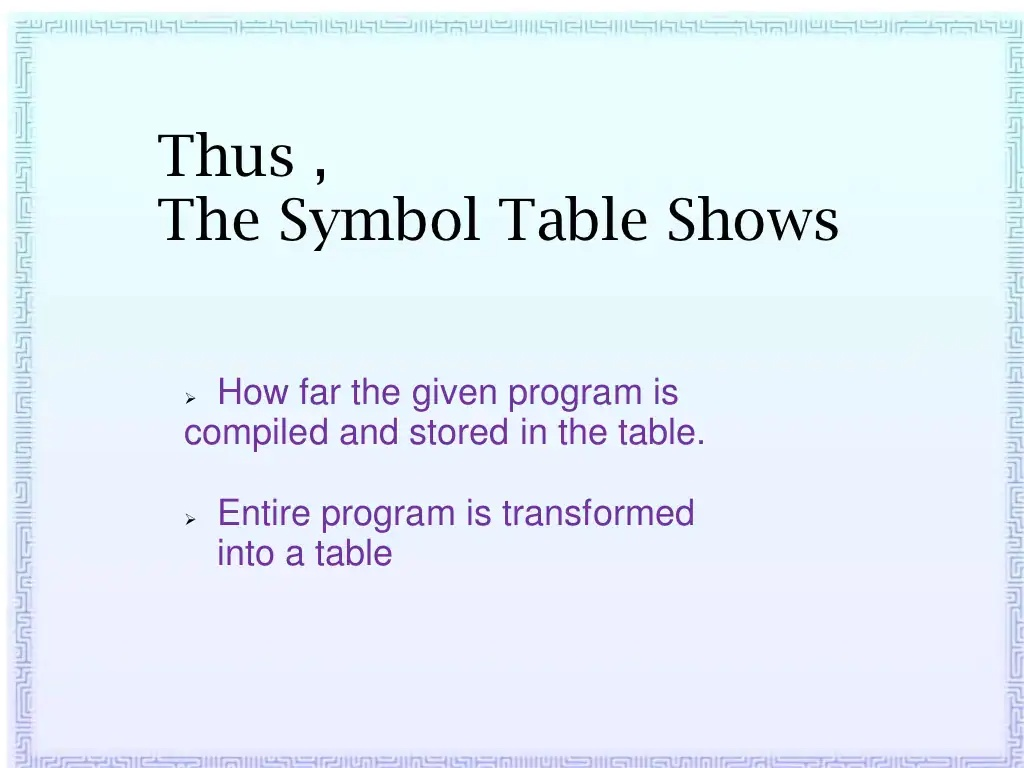 Thus ,
The Symbol Table Shows
➢ How far the given program is
compiled and stored in the table.
➢ Entire program is transformed
into a table